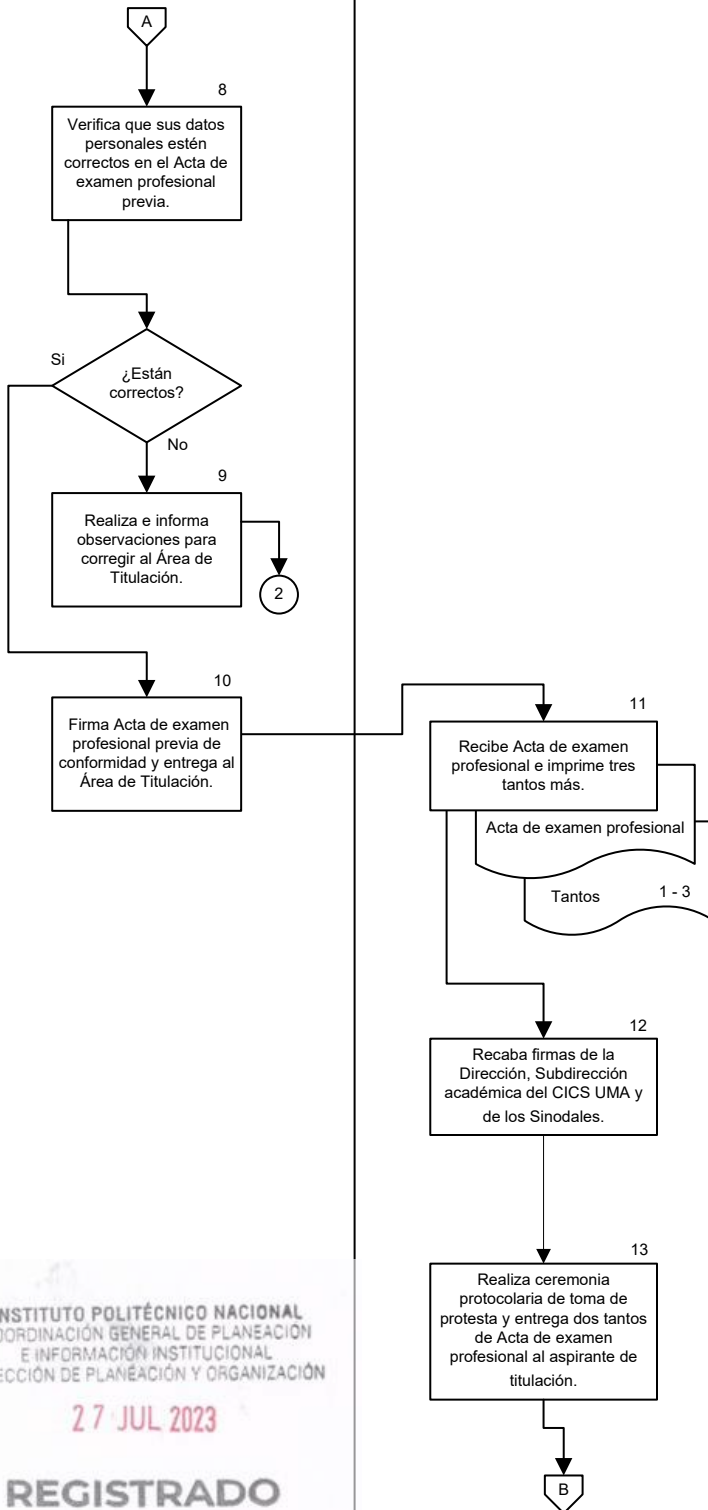 A
8
Verifica que sus datos
personales estén
correctos en el Acta de
examen profesional
previa.
Si
¿Están
correctos?
No
9
Realiza e informa
observaciones para
corregir al Área de
Titulación.
2
10
Firma Acta de examen
profesional previa de
conformidad y entrega al
Área de Titulación.
11
Recibe Acta de examen
profesional e imprime tres
tantos más.
Acta de examen profesional
Tantos 1 - 3
12
Recaba firmas de la
Dirección, Subdirección
académica del CICS UMA y
de los Sinodales.
13
Realiza ceremonia
protocolaria de toma de
protesta y entrega dos tantos
de Acta de examen
profesional al aspirante de
titulación.
B
NSTITUTO POLITÉCNICO NACIONAL
OORDINACIÓN GENERAL DE PLANEACIÓN
E INFORMACIÓN INSTITUCIONAL
ECCIÓN DE PLANEACIÓN Y ORGANIZACIÓN
27 JUL 2023
REGISTRADO